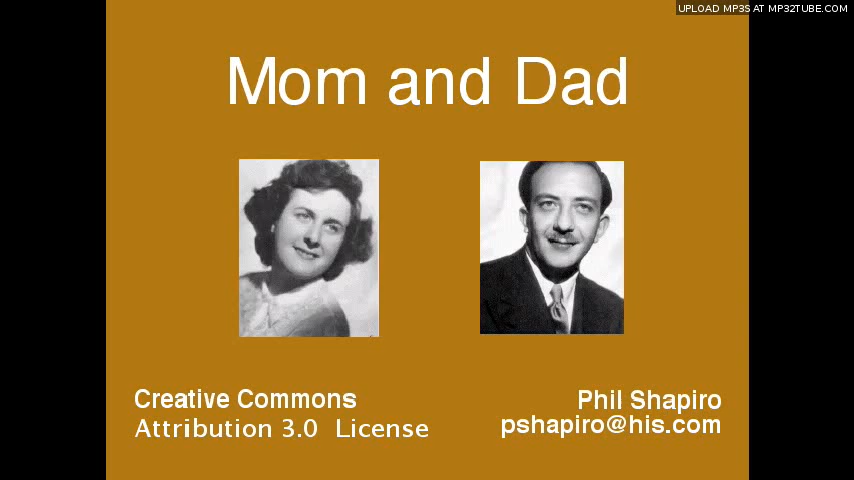 UPLOAD MP3S AT MP32TUBE.COM
Mom and Dad
Creative Commons
Attribution 3.0 License
Phil Shapiro
pshapiro@his.com